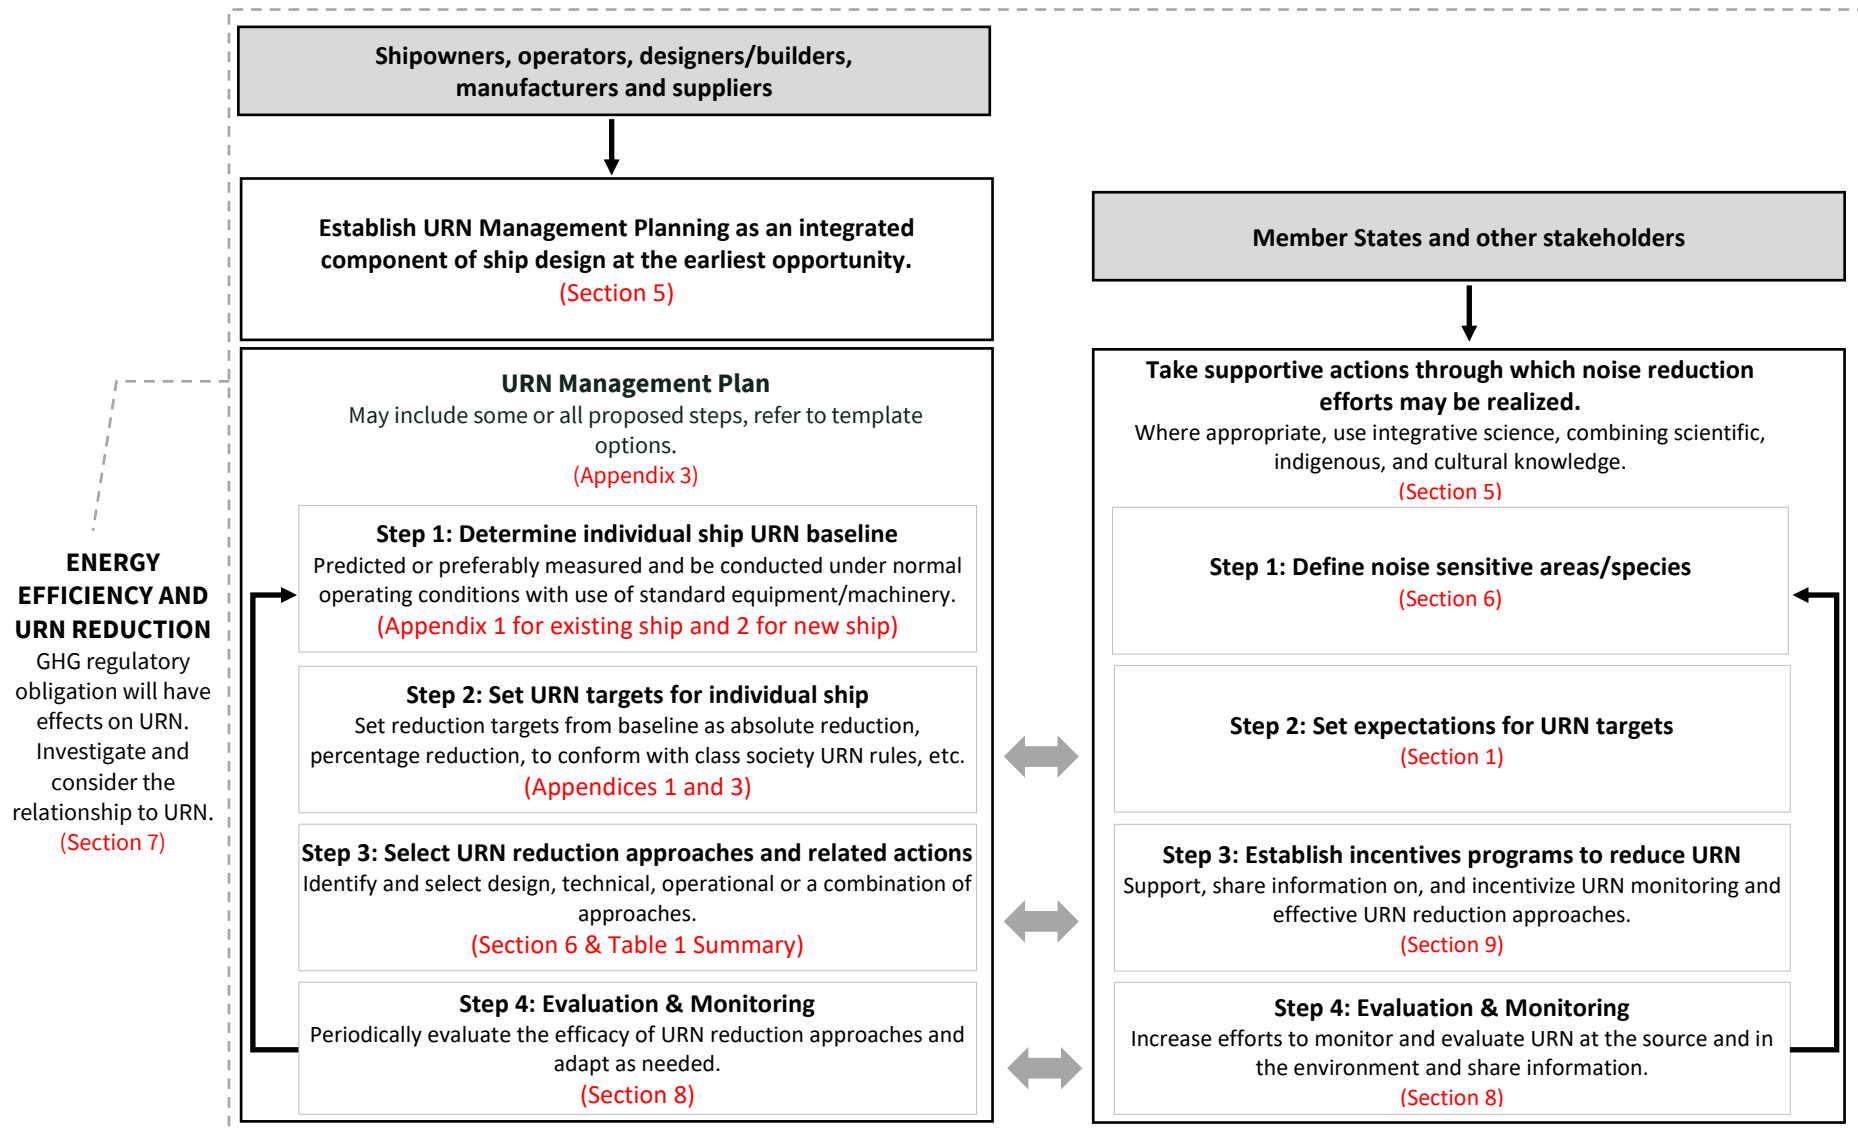 Shipowners, operators, designers/builders,
manufacturers and suppliers
Establish URN Management Planning as an integrated
component of ship design at the earliest opportunity.
(Section 5)
URN Management Plan
May include some or all proposed steps, refer to template
options.
(Appendix 3)
Step 1: Determine individual ship URN baseline
Predicted or preferably measured and be conducted under normal
operating conditions with use of standard equipment/machinery.
(Appendix 1 for existing ship and 2 for new ship)
Step 2: Set URN targets for individual ship
Set reduction targets from baseline as absolute reduction,
percentage reduction, to conform with class society URN rules, etc.
(Appendices 1 and 3)
Step 3: Select URN reduction approaches and related actions
Identify and select design, technical, operational or a combination of
approaches.
(Section 6 & Table 1 Summary)
Step 4: Evaluation & Monitoring
Periodically evaluate the efficacy of URN reduction approaches and
adapt as needed.
(Section 8)
Member States and other stakeholders
Take supportive actions through which noise reduction
efforts may be realized.
Where appropriate, use integrative science, combining scientific,
indigenous, and cultural knowledge.
(Section 5)
Step 1: Define noise sensitive areas/species
(Section 6)
Step 2: Set expectations for URN targets
(Section 1)
Step 3: Establish incentives programs to reduce URN
Support, share information on, and incentivize URN monitoring and
effective URN reduction approaches.
(Section 9)
Step 4: Evaluation & Monitoring
Increase efforts to monitor and evaluate URN at the source and in
the environment and share information.
(Section 8)
ENERGY
EFFICIENCY AND
URN REDUCTION
GHG regulatory
obligation will have
effects on URN.
Investigate and
consider the
relationship to URN.
(Section 7)